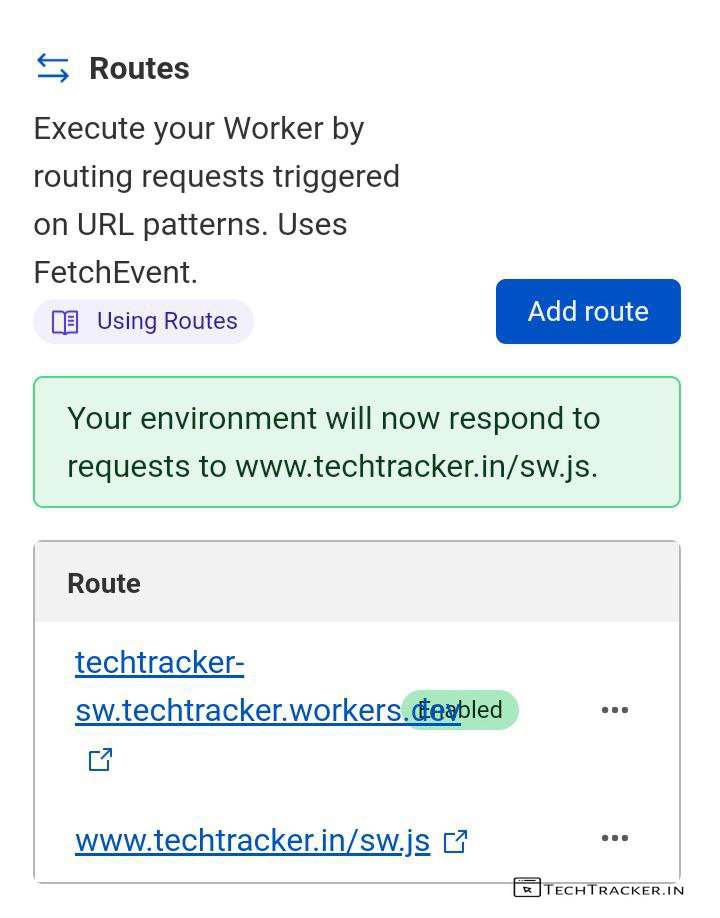 Routes
Execute your Worker by
routing requests triggered
on URL patterns. Uses
FetchEvent.
Using Routes
Add route
Your environment will now respond to
requests to www.techtracker.in/sw.js.
Route
techtracker-
sw.techtracker.workers.dev Enabled
www.techtracker.in/sw.js
TECHTRACKER.IN